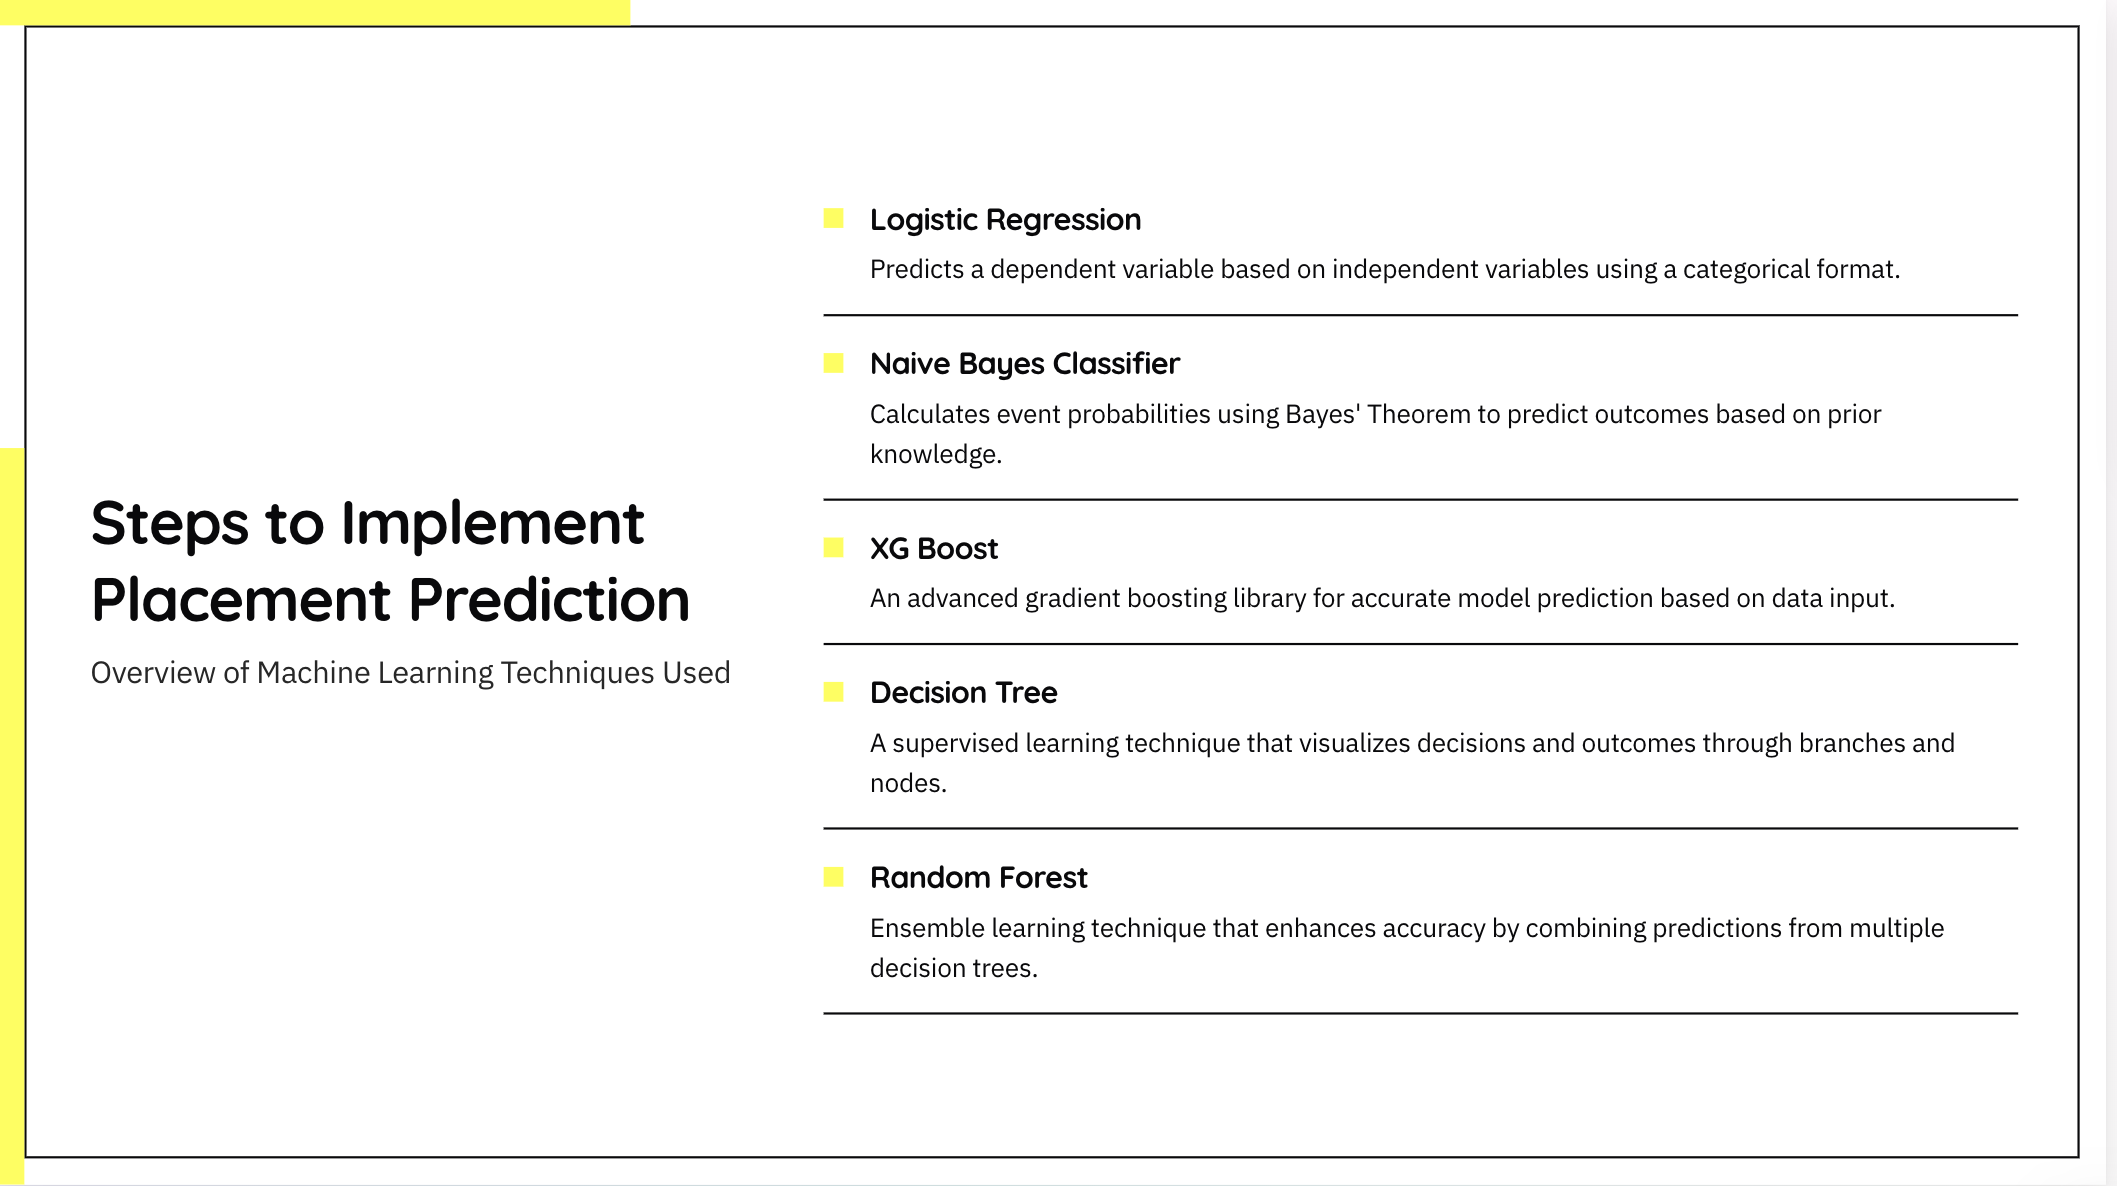 Steps to Implement
Placement Prediction
Overview of Machine Learning Techniques Used
Logistic Regression
Predicts a dependent variable based on independent variables using a categorical format.
Naive Bayes Classifier
Calculates event probabilities using Bayes' Theorem to predict outcomes based on prior
knowledge.
XG Boost
An advanced gradient boosting library for accurate model prediction based on data input.
Decision Tree
A supervised learning technique that visualizes decisions and outcomes through branches and
nodes.
Random Forest
Ensemble learning technique that enhances accuracy by combining predictions from multiple
decision trees.